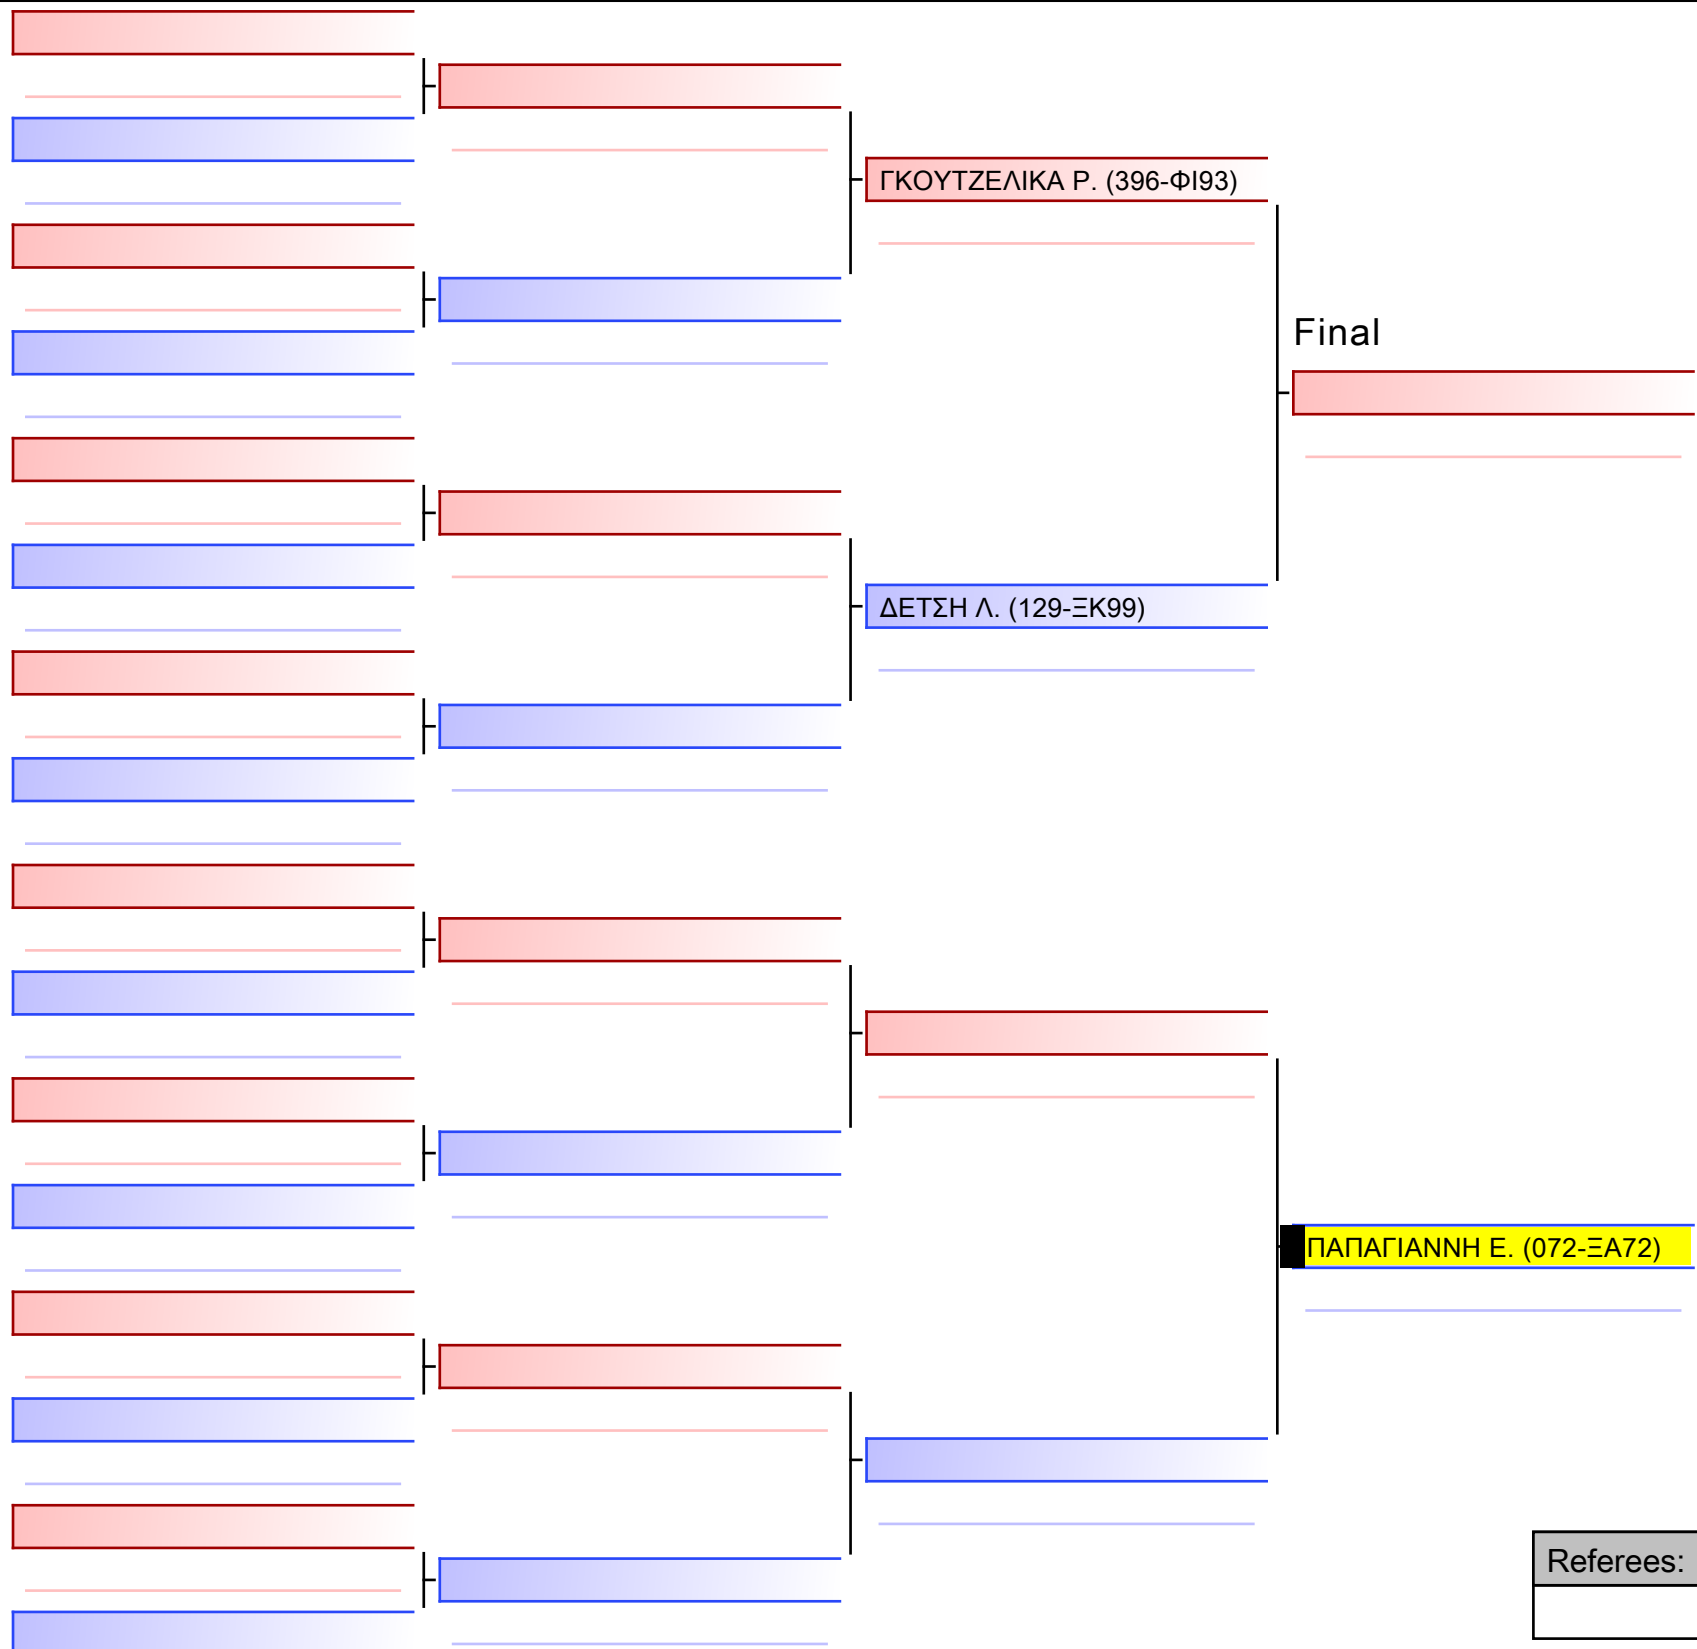 ΓΚΟΥΤΖΕΛΙΚΑ Ρ. (396-ΦΙ93)
Final
ΔΕΤΣΗ Λ. (129-ΞΚ99)
ΠΑΠΑΓΙΑΝΝΗ Ε. (072-ΞΑ72)
Referees: